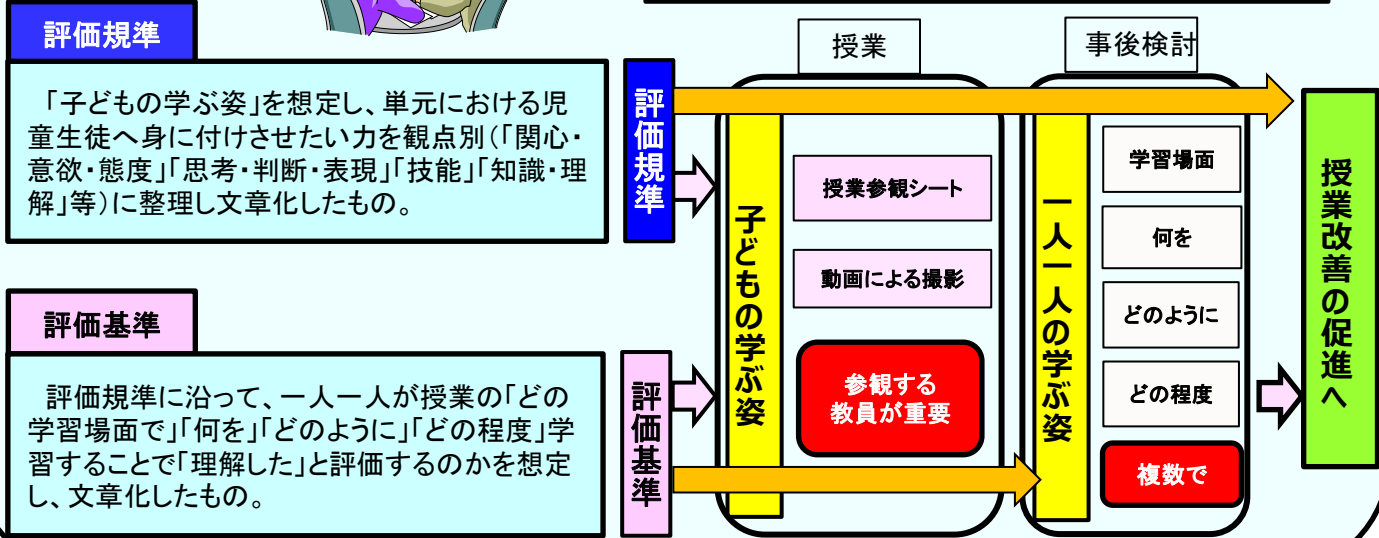 評価規準
「子どもの学ぶ姿」を想定し、単元における児
童生徒へ身に付けさせたい力を観点別(「関心・
意欲・態度」「思考・判断・表現」「技能」「知識・理
解」等)に整理し文章化したもの。
評価基準
評価規準に沿って、一人一人が授業の「どの
学習場面で」「何を」「どのように」「どの程度」学
習することで「理解した」と評価するのかを想定
し、文章化したもの。
評価規準
評価基準
授業
子どもの学ぶ姿
授業参観シート
動画による撮影
参観する
教員が重要
事後検討
一人一人の学ぶ姿
学習場面
何を
どのように
どの程度
複数で
授業改善の促進へ